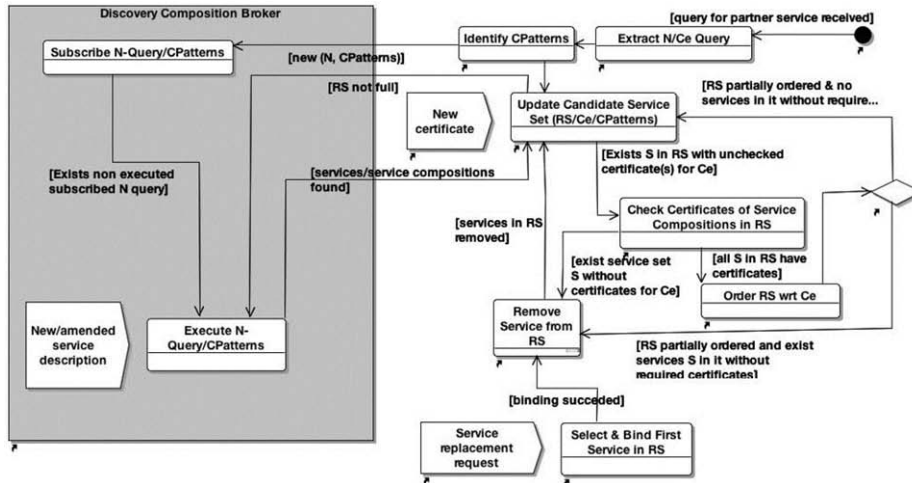 Discovery Composition Broker
[query for partner service received]
Subscribe N-Query/CPatterns
Identify CPatterns
Extract N/Ce Query
[new (N, CPatterns)]
[RS not full]
[RS partially ordered & no
services in it without require...
New
certificate
Update Candidate Service
Set (RS/Ce/CPatterns)
[Exists non executed
subscribed N query]
[services/service compositions
found]
[Exists S in RS with unchecked
certificate(s) for Ce]
[services in RS
removed]
Check Certificates of Service
Compositions in RS
[exist service set
S without
certificates for Ce]
[all S in RS have
certificates]
Order RS wrt Ce
New/amended
service
description
Execute N-
Query/CPatterns
Remove
Service from
RS
[RS partially ordered and exist
services S in it without
required certificates]
[binding succeded]
Service
replacement
request
Select & Bind First
Service in RS